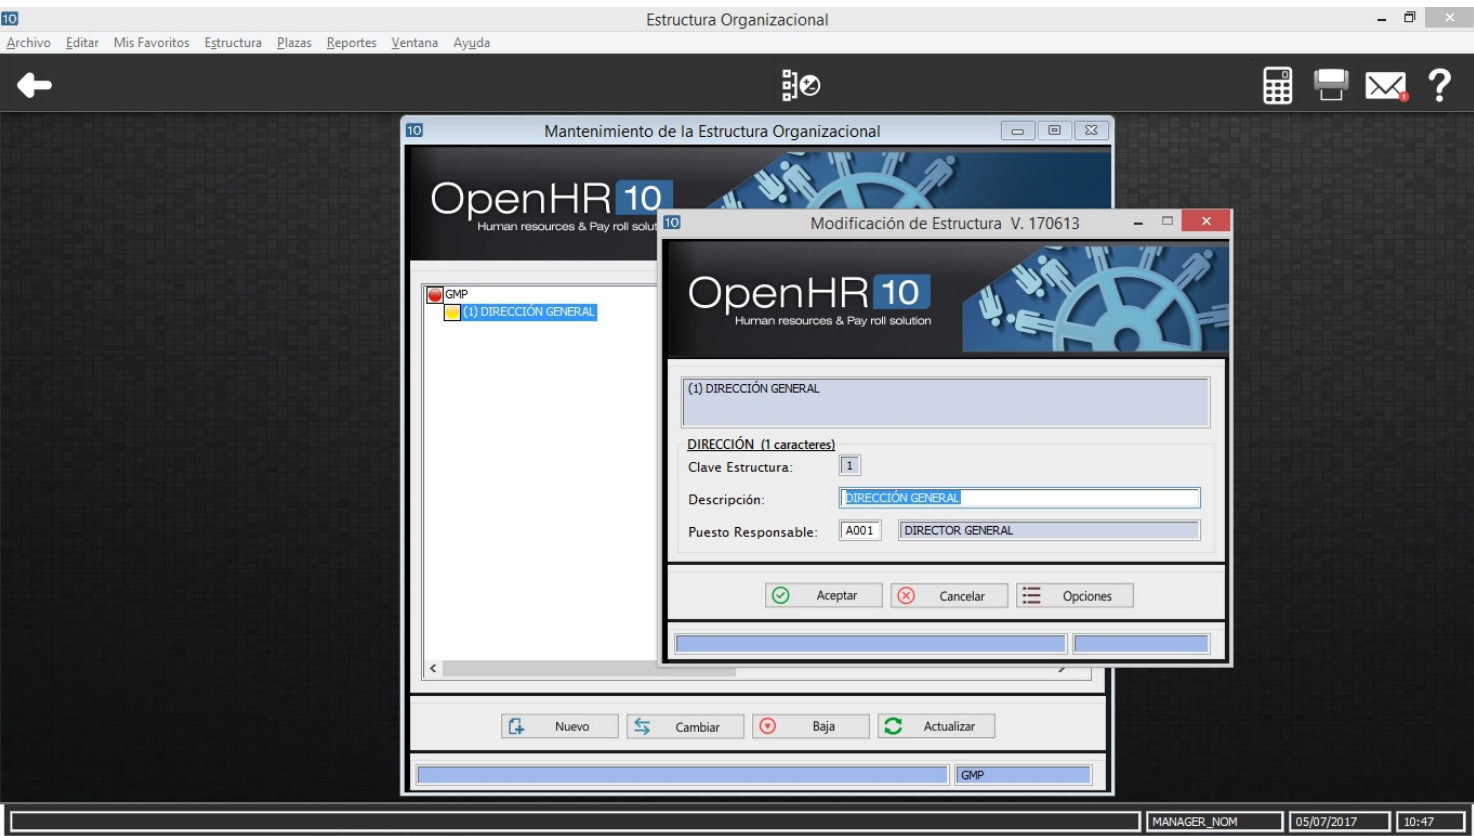 10
Estructura Organizacional
Archivo Editar Mis Favoritos Estructura Plazas Reportes Ventana Ayuda
1
10 Mantenimiento de la Estructura Organizacional
OpenHR 10
Human resources & Pay roll solut
GMP
(1) DIRECCIÓN GENERAL
10 Modificación de Estructura V. 170613
OpenHR 10
Human resources & Pay roll solution
(1) DIRECCIÓN GENERAL
DIRECCIÓN (1 caracteres)
Clave Estructura: 1
Descripción: DIRECCIÓN GENERAL
Puesto Responsable: A001 DIRECTOR GENERAL
Aceptar Cancelar Opciones
Nuevo Cambiar Baja Actualizar
GMP
MANAGER_NOM 05/07/2017 10:47